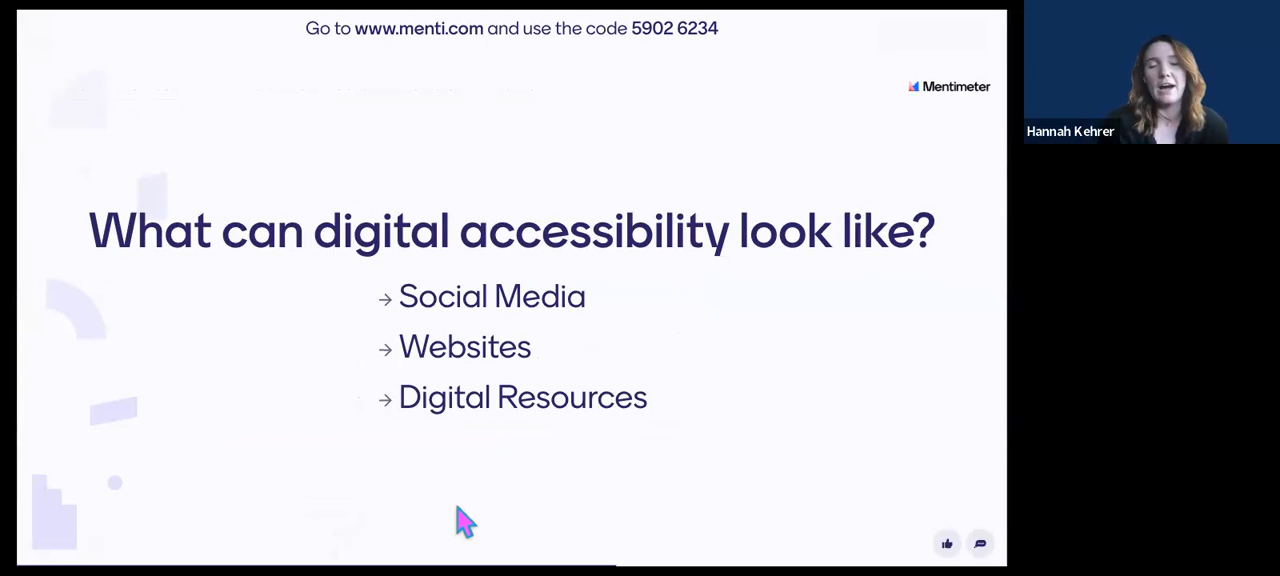 Go to www.menti.com and use the code 5902 6234
Mentimeter
Hannah Kehrer
What can digital accessibility look like?
→ Social Media
→ Websites
→ Digital Resources